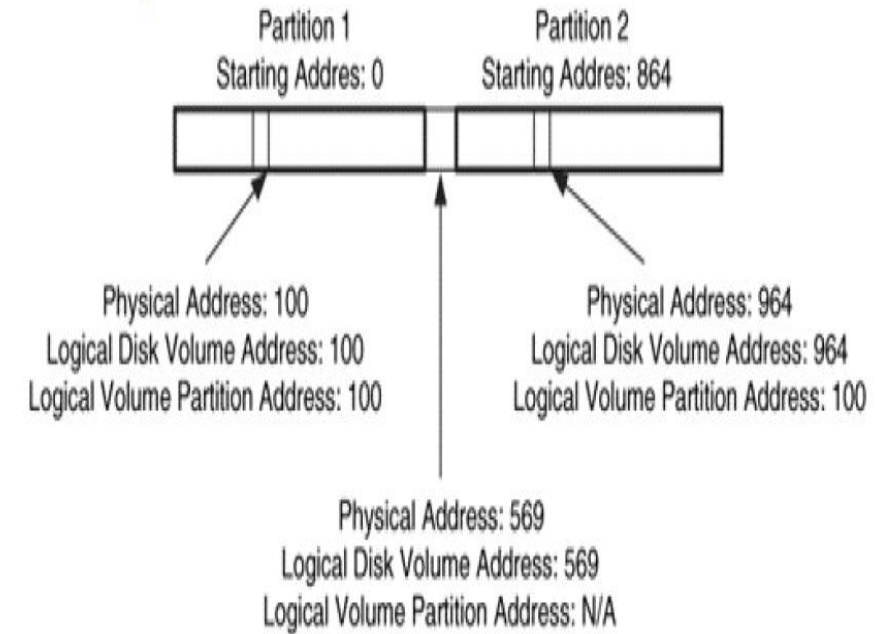 Partition 1
Starting Addres: 0
Partition 2
Starting Addres: 864
Physical Address: 100
Logical Disk Volume Address: 100
Logical Volume Partition Address: 100
Physical Address: 964
Logical Disk Volume Address: 964
Logical Volume Partition Address: 100
Physical Address: 569
Logical Disk Volume Address: 569
Logical Volume Partition Address: N/A